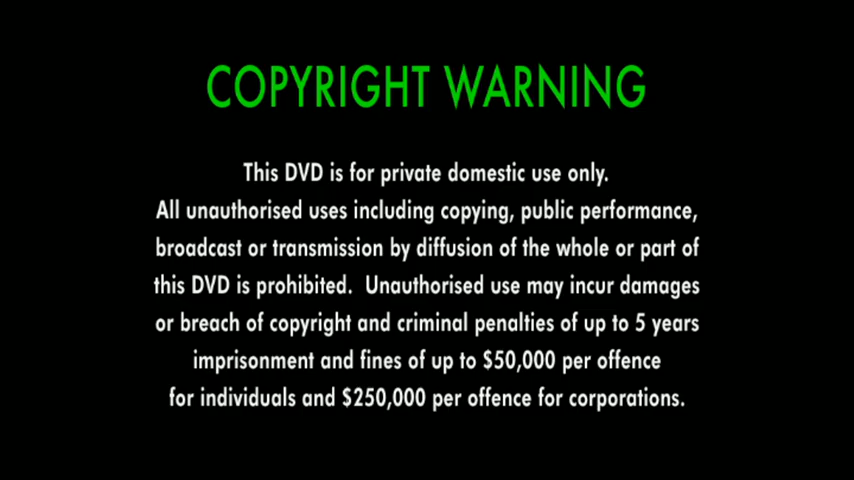 COPYRIGHT WARNING
This DVD is for private domestic use only.
All unauthorised uses including copying, public performance,
broadcast or transmission by diffusion of the whole or part of
this DVD is prohibited.  Unauthorised use may incur damages
or breach of copyright and criminal penalties of up to 5 years
imprisonment and fines of up to $50,000 per offence
for individuals and $250,000 per offence for corporations.